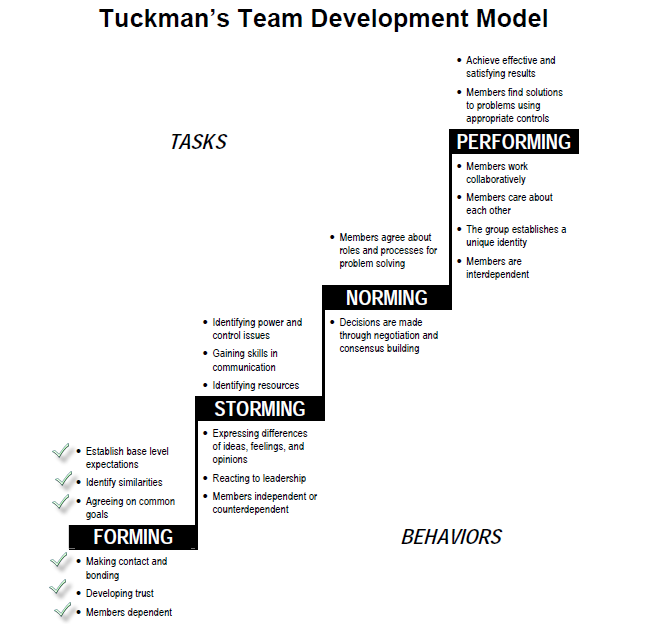 Tuckman's Team Development Model
TASKS
• Achieve effective and
satisfying results
• Members find solutions
to problems using
appropriate controls
PERFORMING
• Members work
collaboratively
• Members care about
each other
• The group establishes a
unique identity
• Members are
interdependent
• Members agree about
roles and processes for
problem solving
NORMING
• Decisions are made
through negotiation and
consensus building
• Identifying power and
control issues
• Gaining skills in
communication
• Identifying resources
STORMING
• Expressing differences
of ideas, feelings, and
opinions
• Reacting to leadership
• Members independent or
counterdependent
• Establish base level
expectations
• Identify similarities
• Agreeing on common
goals
FORMING
• Making contact and
bonding
• Developing trust
• Members dependent
BEHAVIORS